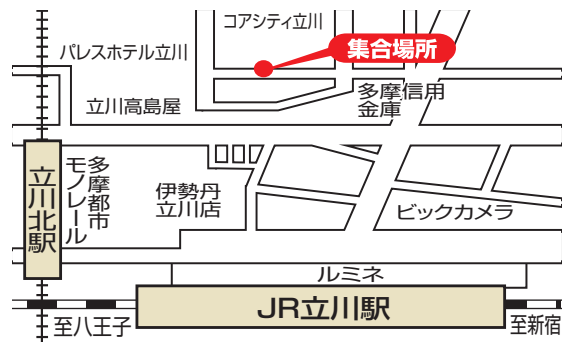 コアシティ立川
パレスホテル立川
集合場所
立川高島屋
多摩信用
金庫
立川北駅
多摩都市
モノレール
伊勢丹
立川店
ビックカメラ
ルミネ
JR立川駅
至八王子
至新宿